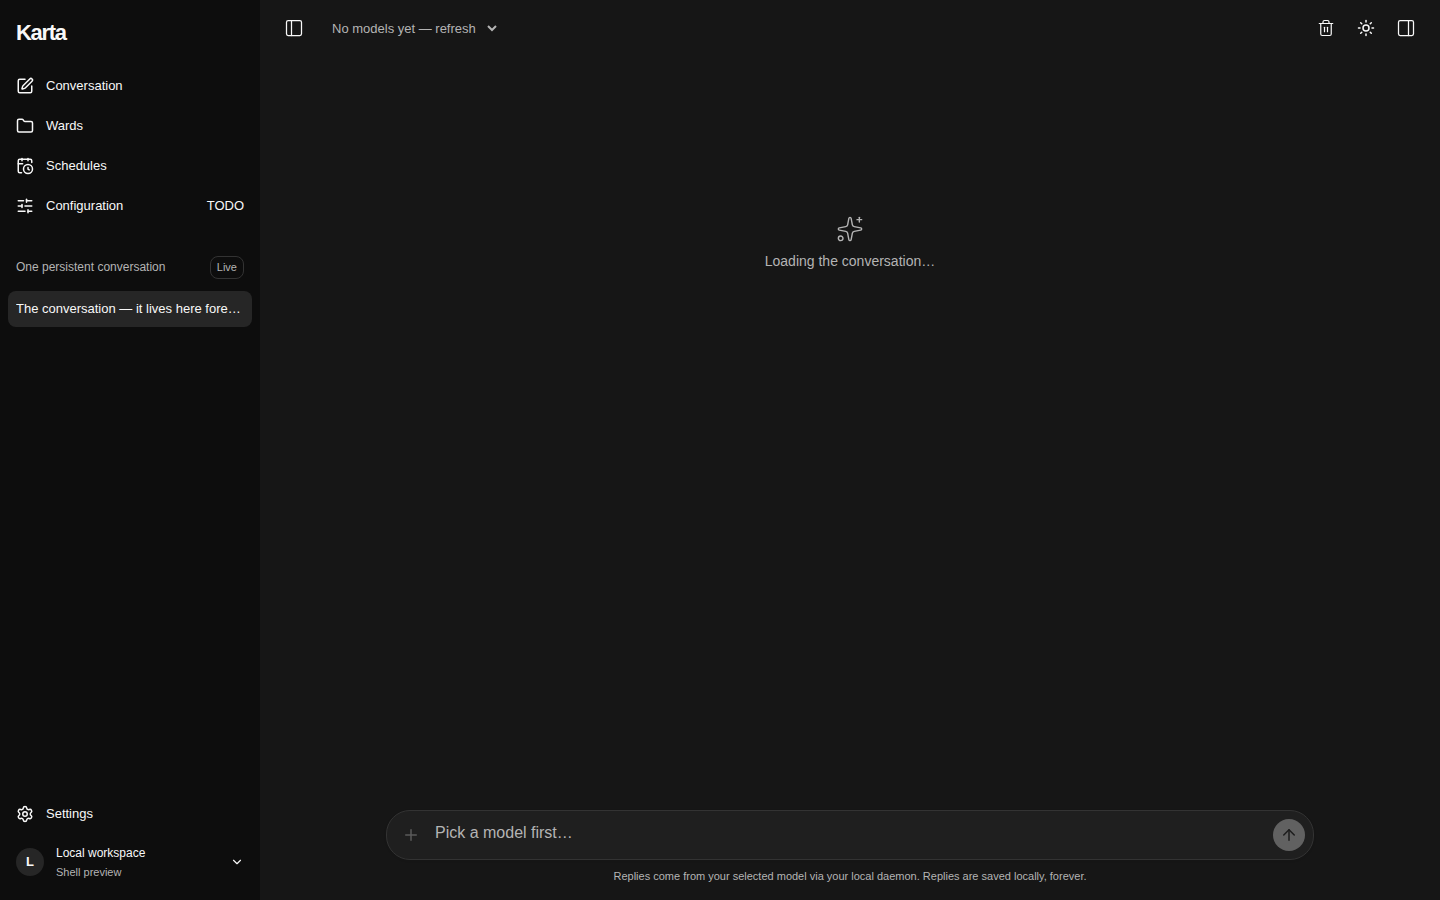 Karta
No models yet — refresh
Conversation
Wards
Schedules
Configuration TODO
One persistent conversation Live
The conversation — it lives here fore…
Loading the conversation…
Pick a model first…
Replies come from your selected model via your local daemon. Replies are saved locally, forever.
Settings
L
Local workspace
Shell preview